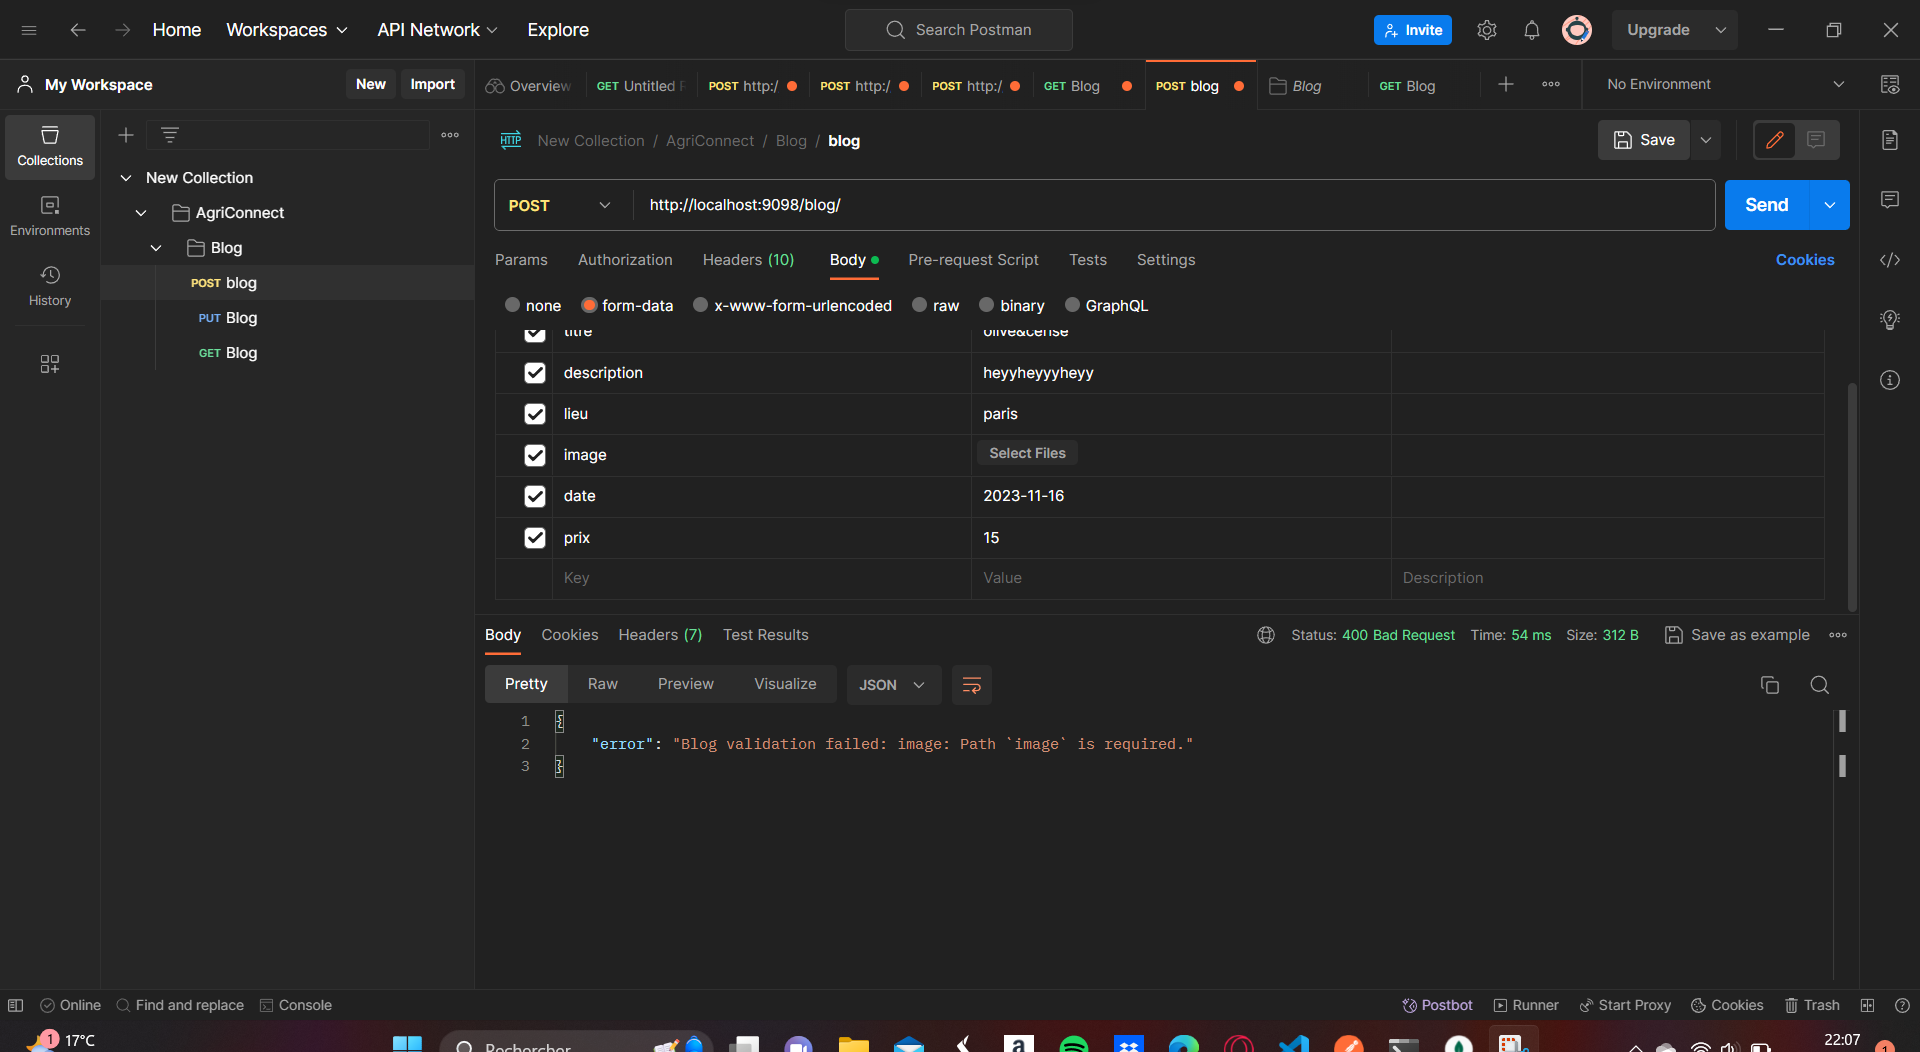 Home Workspaces API Network Explore Search Postman Invite Upgrade
My Workspace New Import Overview GET Untitled POST http:/ POST http:/ POST http:/ GET Blog POST blog Blog GET Blog No Environment
Collections
Environments
History
New Collection
AgriConnect
Blog
POST blog
PUT Blog
GET Blog
HTTP New Collection / AgriConnect / Blog / blog Save
POST http://localhost:9098/blog/ Send
Params Authorization Headers (10) Body Pre-request Script Tests Settings Cookies
none form-data x-www-form-urlencoded raw binary GraphQL
titre olive&cerise
description heyyheyyyheyy
lieu paris
image Select Files
date 2023-11-16
prix 15
Key Value Description
Body Cookies Headers (7) Test Results Status: 400 Bad Request Time: 54 ms Size: 312 B Save as example
Pretty Raw Preview Visualize JSON
1 {
2 "error": "Blog validation failed: image: Path `image` is required."
3 }
Online Find and replace Console Postbot Runner Start Proxy Cookies Trash
1 17°C Rechercher a 22:07 1